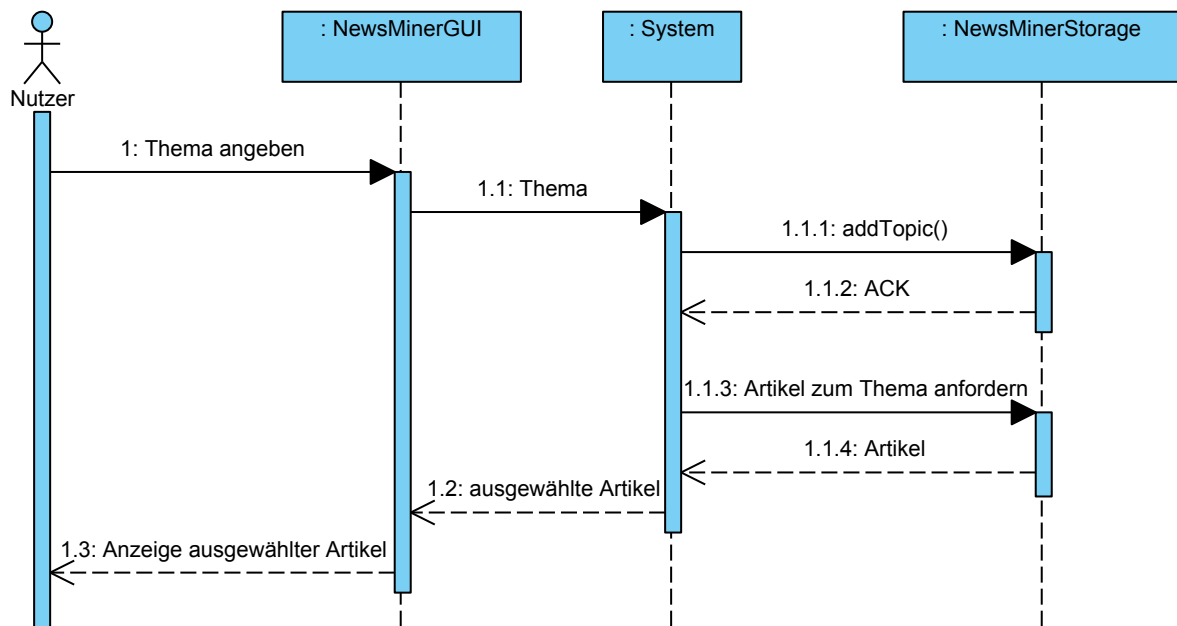 : NewsMinerGUI
: System
: NewsMinerStorage
Nutzer
1: Thema angeben
1.1: Thema
1.1.1: addTopic()
1.1.2: ACK
1.1.3: Artikel zum Thema anfordern
1.1.4: Artikel
1.2: ausgewählte Artikel
1.3: Anzeige ausgewählter Artikel